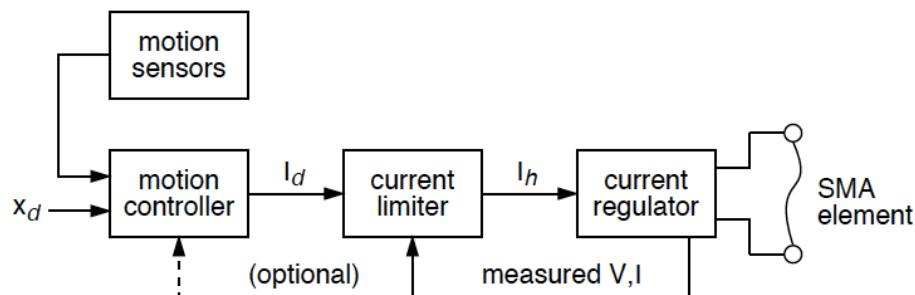 motion
sensors
x_d
motion
controller
I_d
current
limiter
I_h
current
regulator
SMA
element
(optional)
measured V,I